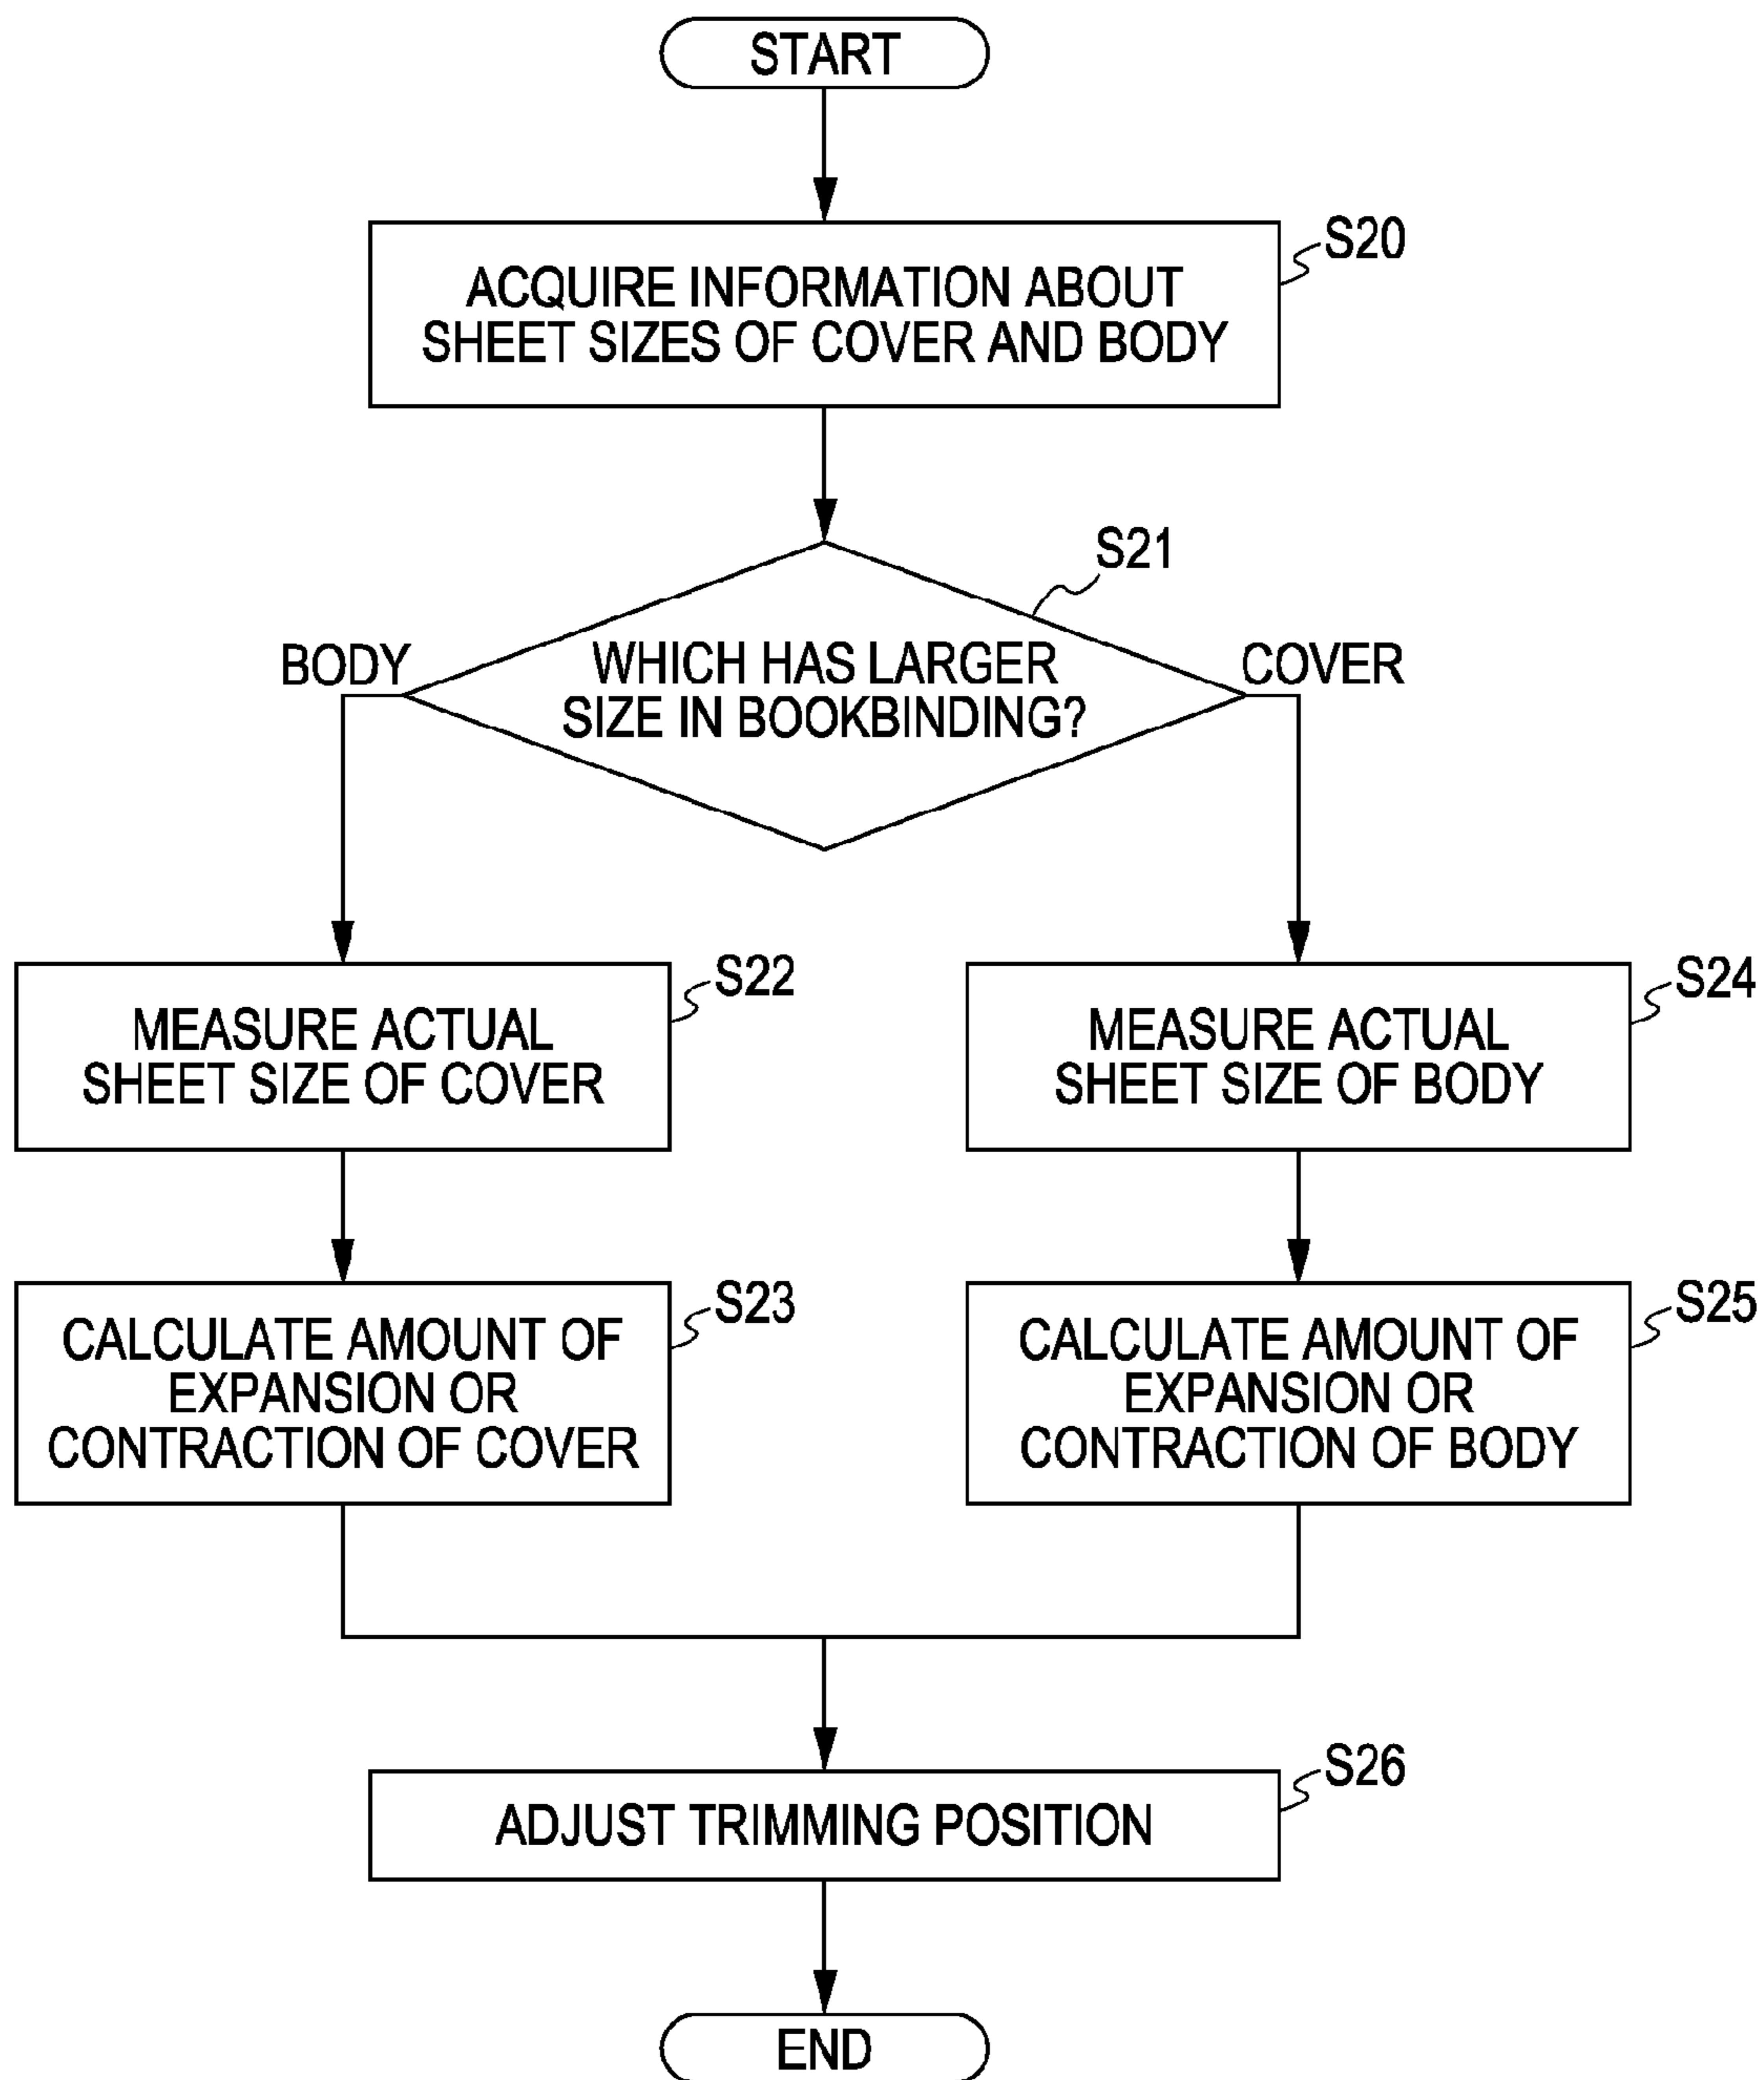 START
S20
ACQUIRE INFORMATION ABOUT
SHEET SIZES OF COVER AND BODY
S21
WHICH HAS LARGER
SIZE IN BOOKBINDING?
BODY
COVER
S22
MEASURE ACTUAL
SHEET SIZE OF COVER
S24
MEASURE ACTUAL
SHEET SIZE OF BODY
S23
CALCULATE AMOUNT OF
EXPANSION OR
CONTRACTION OF COVER
S25
CALCULATE AMOUNT OF
EXPANSION OR
CONTRACTION OF BODY
S26
ADJUST TRIMMING POSITION
END